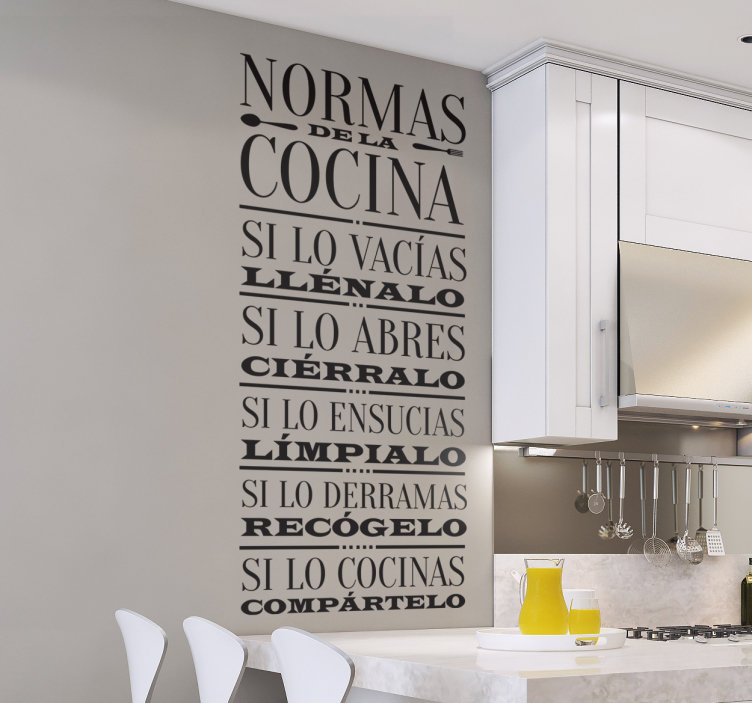 NORMAS
DE LA
COCINA
SI LO VACÍAS
LLÉNALO
SI LO ABRES
CIÉRRALO
SI LO ENSUCIAS
LÍMPIALO
SI LO DERRAMAS
RECÓGELO
SI LO COCINAS
COMPÁRTELO